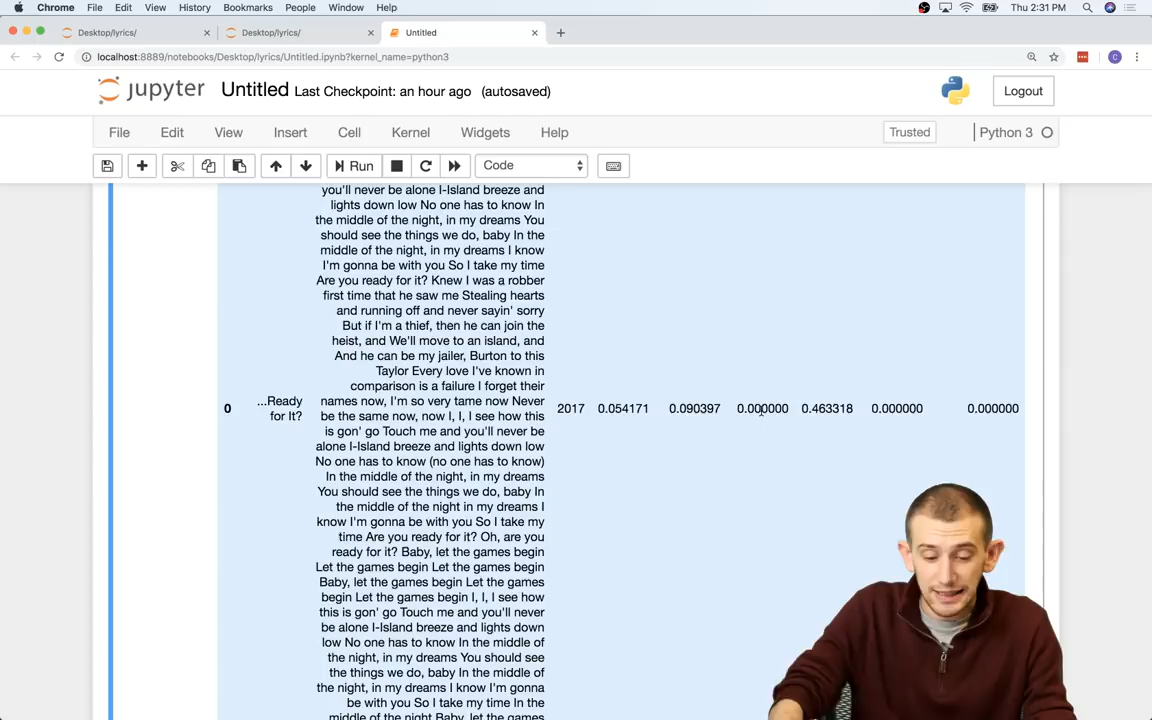 Chrome File Edit View History Bookmarks People Window Help Thu 2:31 PM
Desktop/lyrics/ Desktop/lyrics/ Untitled
localhost:8889/notebooks/Desktop/lyrics/Untitled.ipynb?kernel_name=python3 C
jupyter Untitled Last Checkpoint: an hour ago (autosaved) Logout
File Edit View Insert Cell Kernel Widgets Help Trusted Python 3
Run Code
you'll never be alone I-Island breeze and
lights down low No one has to know In
the middle of the night, in my dreams You
should see the things we do, baby In the
middle of the night, in my dreams I know
I'm gonna be with you So I take my time
Are you ready for it? Knew I was a robber
first time that he saw me Stealing hearts
and running off and never sayin' sorry
But if I'm a thief, then he can join the
heist, and We'll move to an island, and
And he can be my jailer, Burton to this
Taylor Every love I've known in
comparison is a failure I forget their
names now, I'm so very tame now Never
be the same now, now I, I, I see how this
is gon' go Touch me and you'll never be
alone I-Island breeze and lights down low
No one has to know (no one has to know)
In the middle of the night, in my dreams
You should see the things we do, baby In
the middle of the night in my dreams I
know I'm gonna be with you So I take my
time Are you ready for it? Oh, are you
ready for it? Baby, let the games begin
Let the games begin Let the games begin
Baby, let the games begin Let the games
begin Let the games begin I, I, I see how
this is gon' go Touch me and you'll never
be alone I-Island breeze and lights down
low No one has to know In the middle of
the night, in my dreams You should see
the things we do, baby In the middle of
the night, in my dreams I know I'm gonna
be with you So I take my time In the
middle of the night Baby, let the games
0 ...Ready
for It?
2017 0.054171 0.090397 0.000000 0.463318 0.000000 0.000000